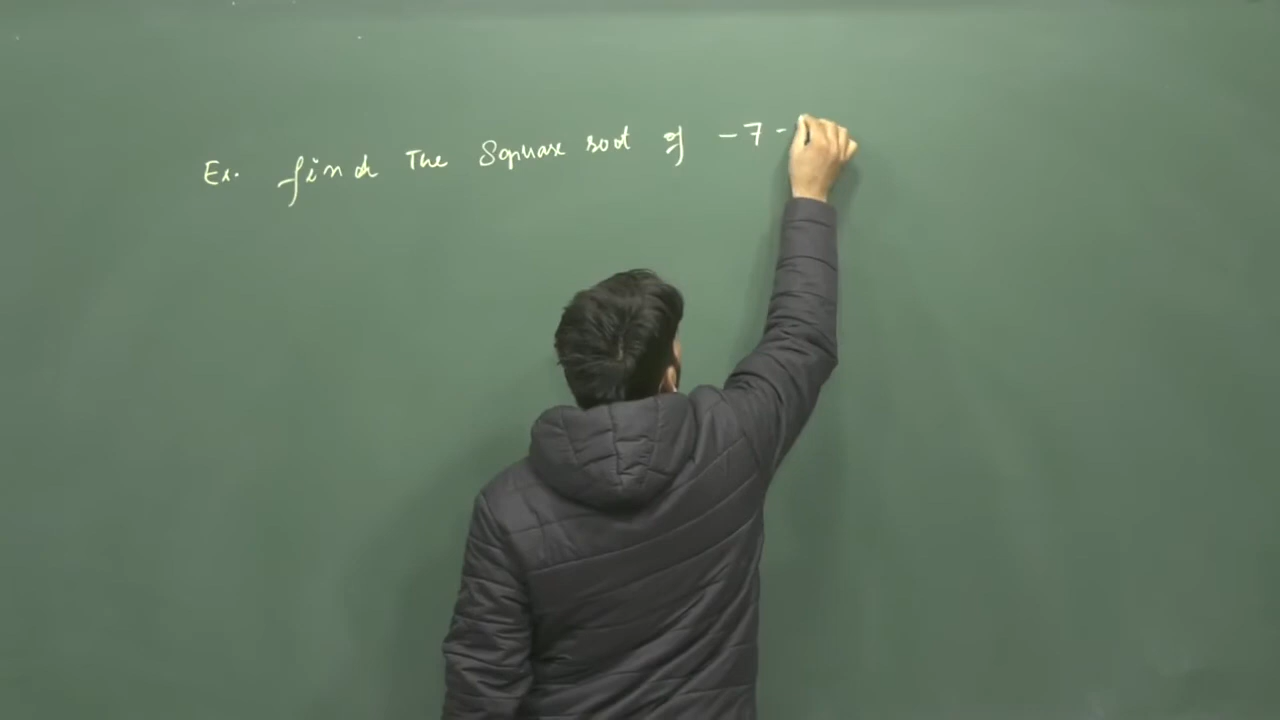 Ex. find The Square root of -7 -